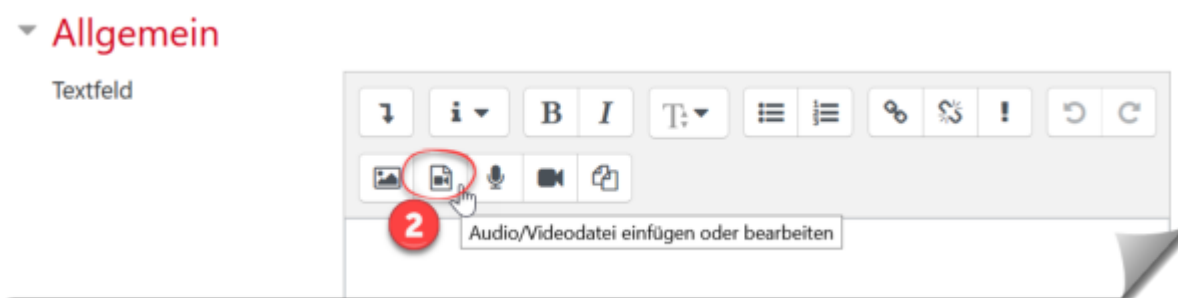 Allgemein
Textfeld
B I
2
Audio/Videodatei einfügen oder bearbeiten